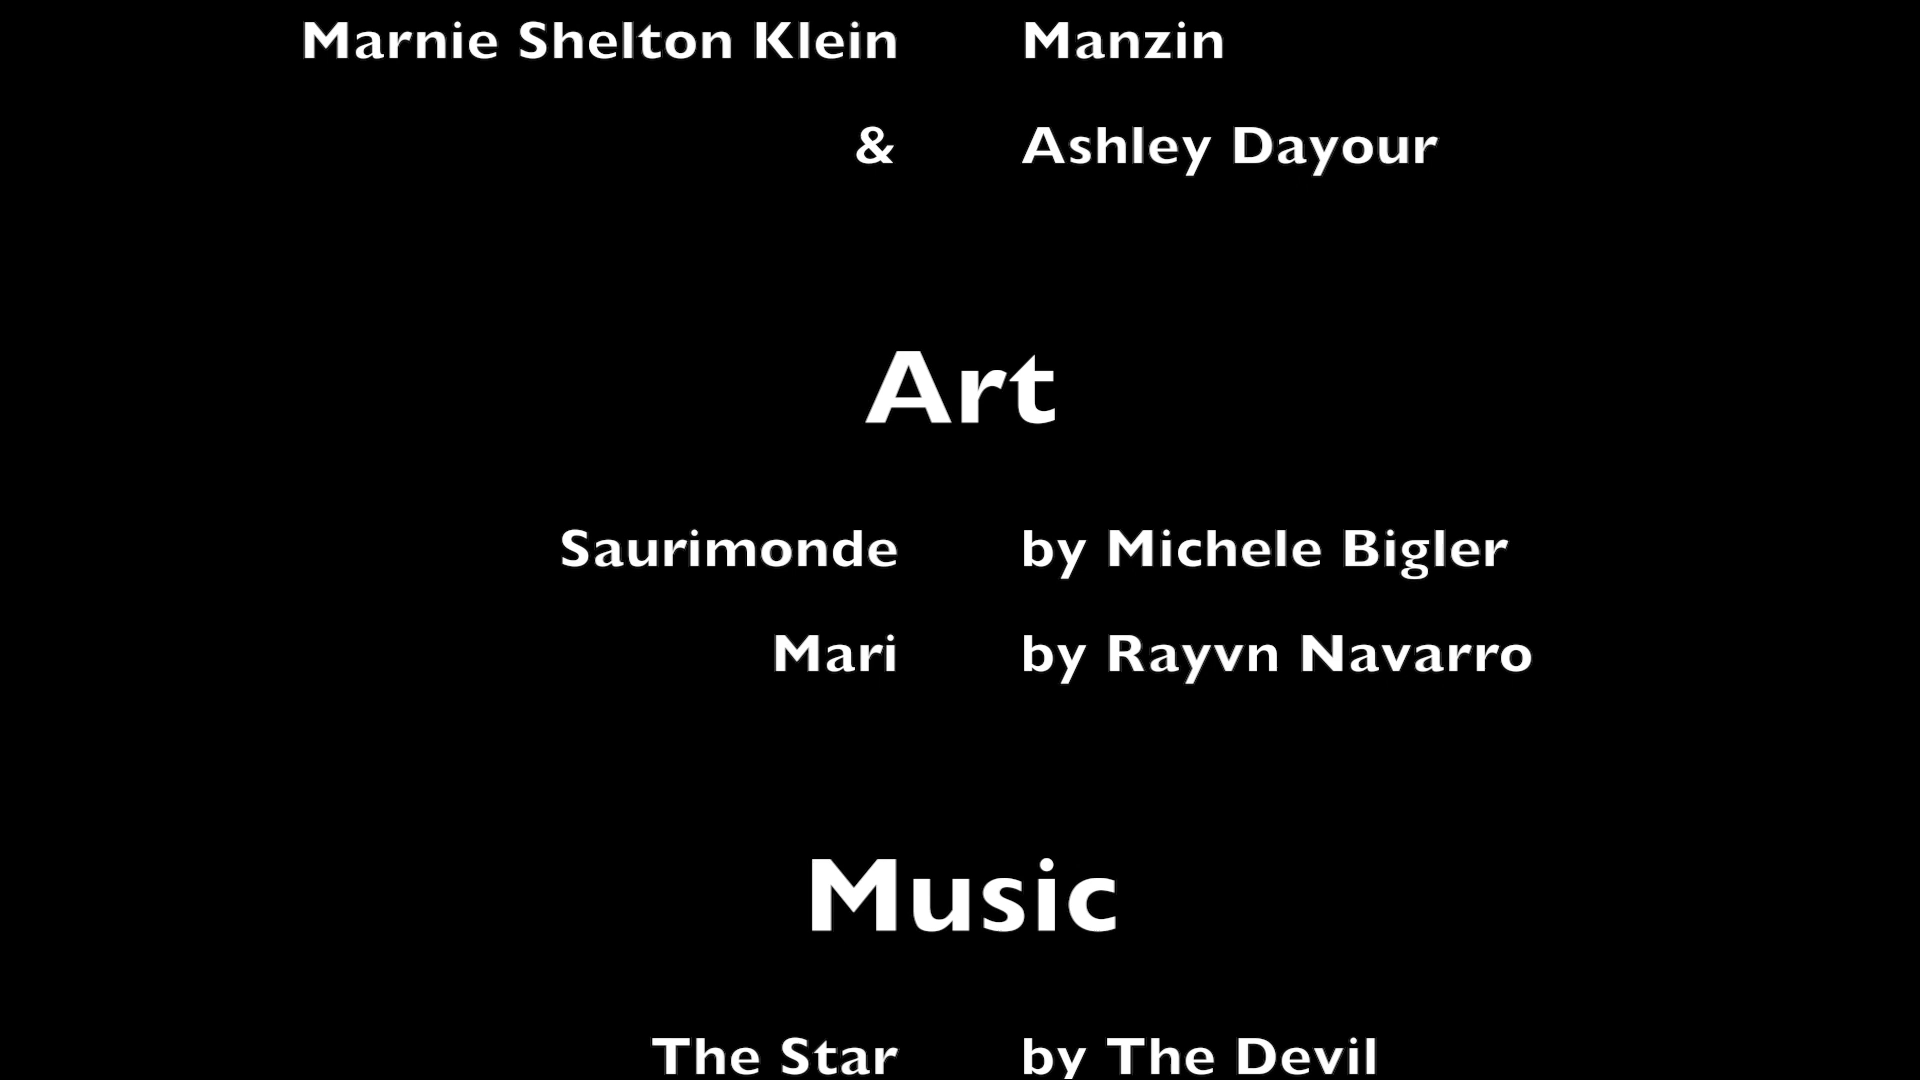 Marnie Shelton Klein Manzin
& Ashley Dayour
Art
Saurimonde by Michele Bigler
Mari by Rayvn Navarro
Music
The Star by The Devil